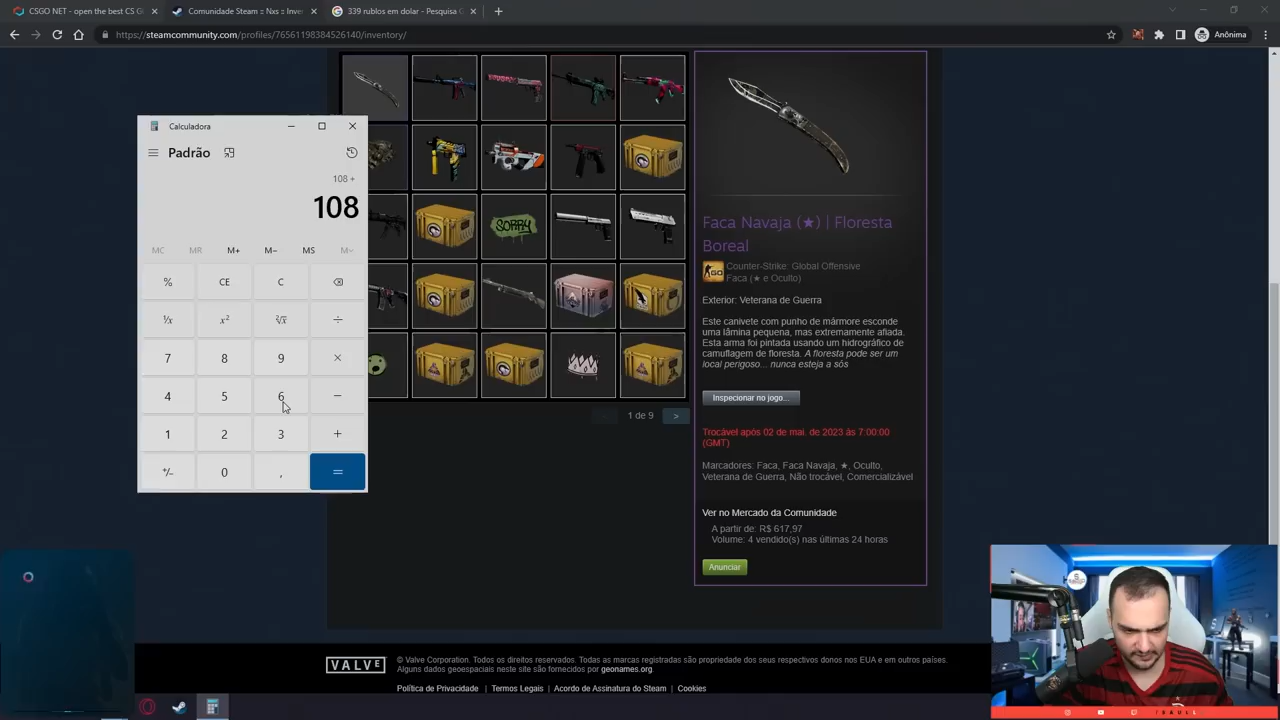 CSGO NET - open the best CS G
Comunidade Steam :: Nxs :: Inver
339 rublos em dolar - Pesquisa G
https://steamcommunity.com/profiles/76561198384526140/inventory/
Anônima
Calculadora
Padrão
108 +
108
MC MR M+ M− MS M˅
% CE C
¹/x x² ²√x ÷
7 8 9 ×
4 5 6 −
1 2 3 +
+/− 0 , =
SORRY
1 de 9 >
Faca Navaja (★) | Floresta
Boreal
GO
Counter-Strike: Global Offensive
Faca (★ e Oculto)
Exterior: Veterana de Guerra
Este canivete com punho de mármore esconde
uma lâmina pequena, mas extremamente afiada.
Esta arma foi pintada usando um hidrográfico de
camuflagem de floresta. A floresta pode ser um
local perigoso... nunca esteja a sós
Inspecionar no jogo...
Trocável após 02 de mai. de 2023 às 7:00:00
(GMT)
Marcadores: Faca, Faca Navaja, ★, Oculto,
Veterana de Guerra, Não trocável, Comercializável
Ver no Mercado da Comunidade
A partir de: R$ 617,97
Volume: 4 vendido(s) nas últimas 24 horas
Anunciar
VALVE
© Valve Corporation. Todos os direitos reservados. Todas as marcas registradas são propriedade dos seus respectivos donos nos EUA e em outros países.
Alguns dados geoespaciais neste site são fornecidos por geonames.org.
Política de Privacidade | Termos Legais | Acordo de Assinatura do Steam | Cookies